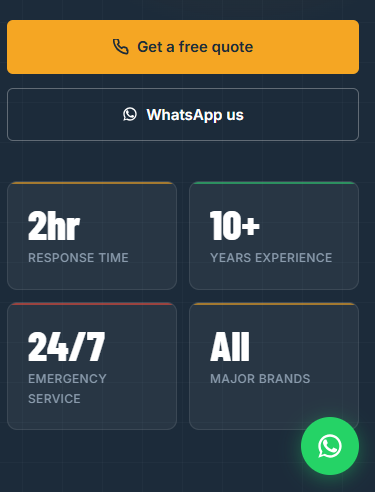 Get a free quote
WhatsApp us
2hr
RESPONSE TIME
10+
YEARS EXPERIENCE
24/7
EMERGENCY
SERVICE
All
MAJOR BRANDS